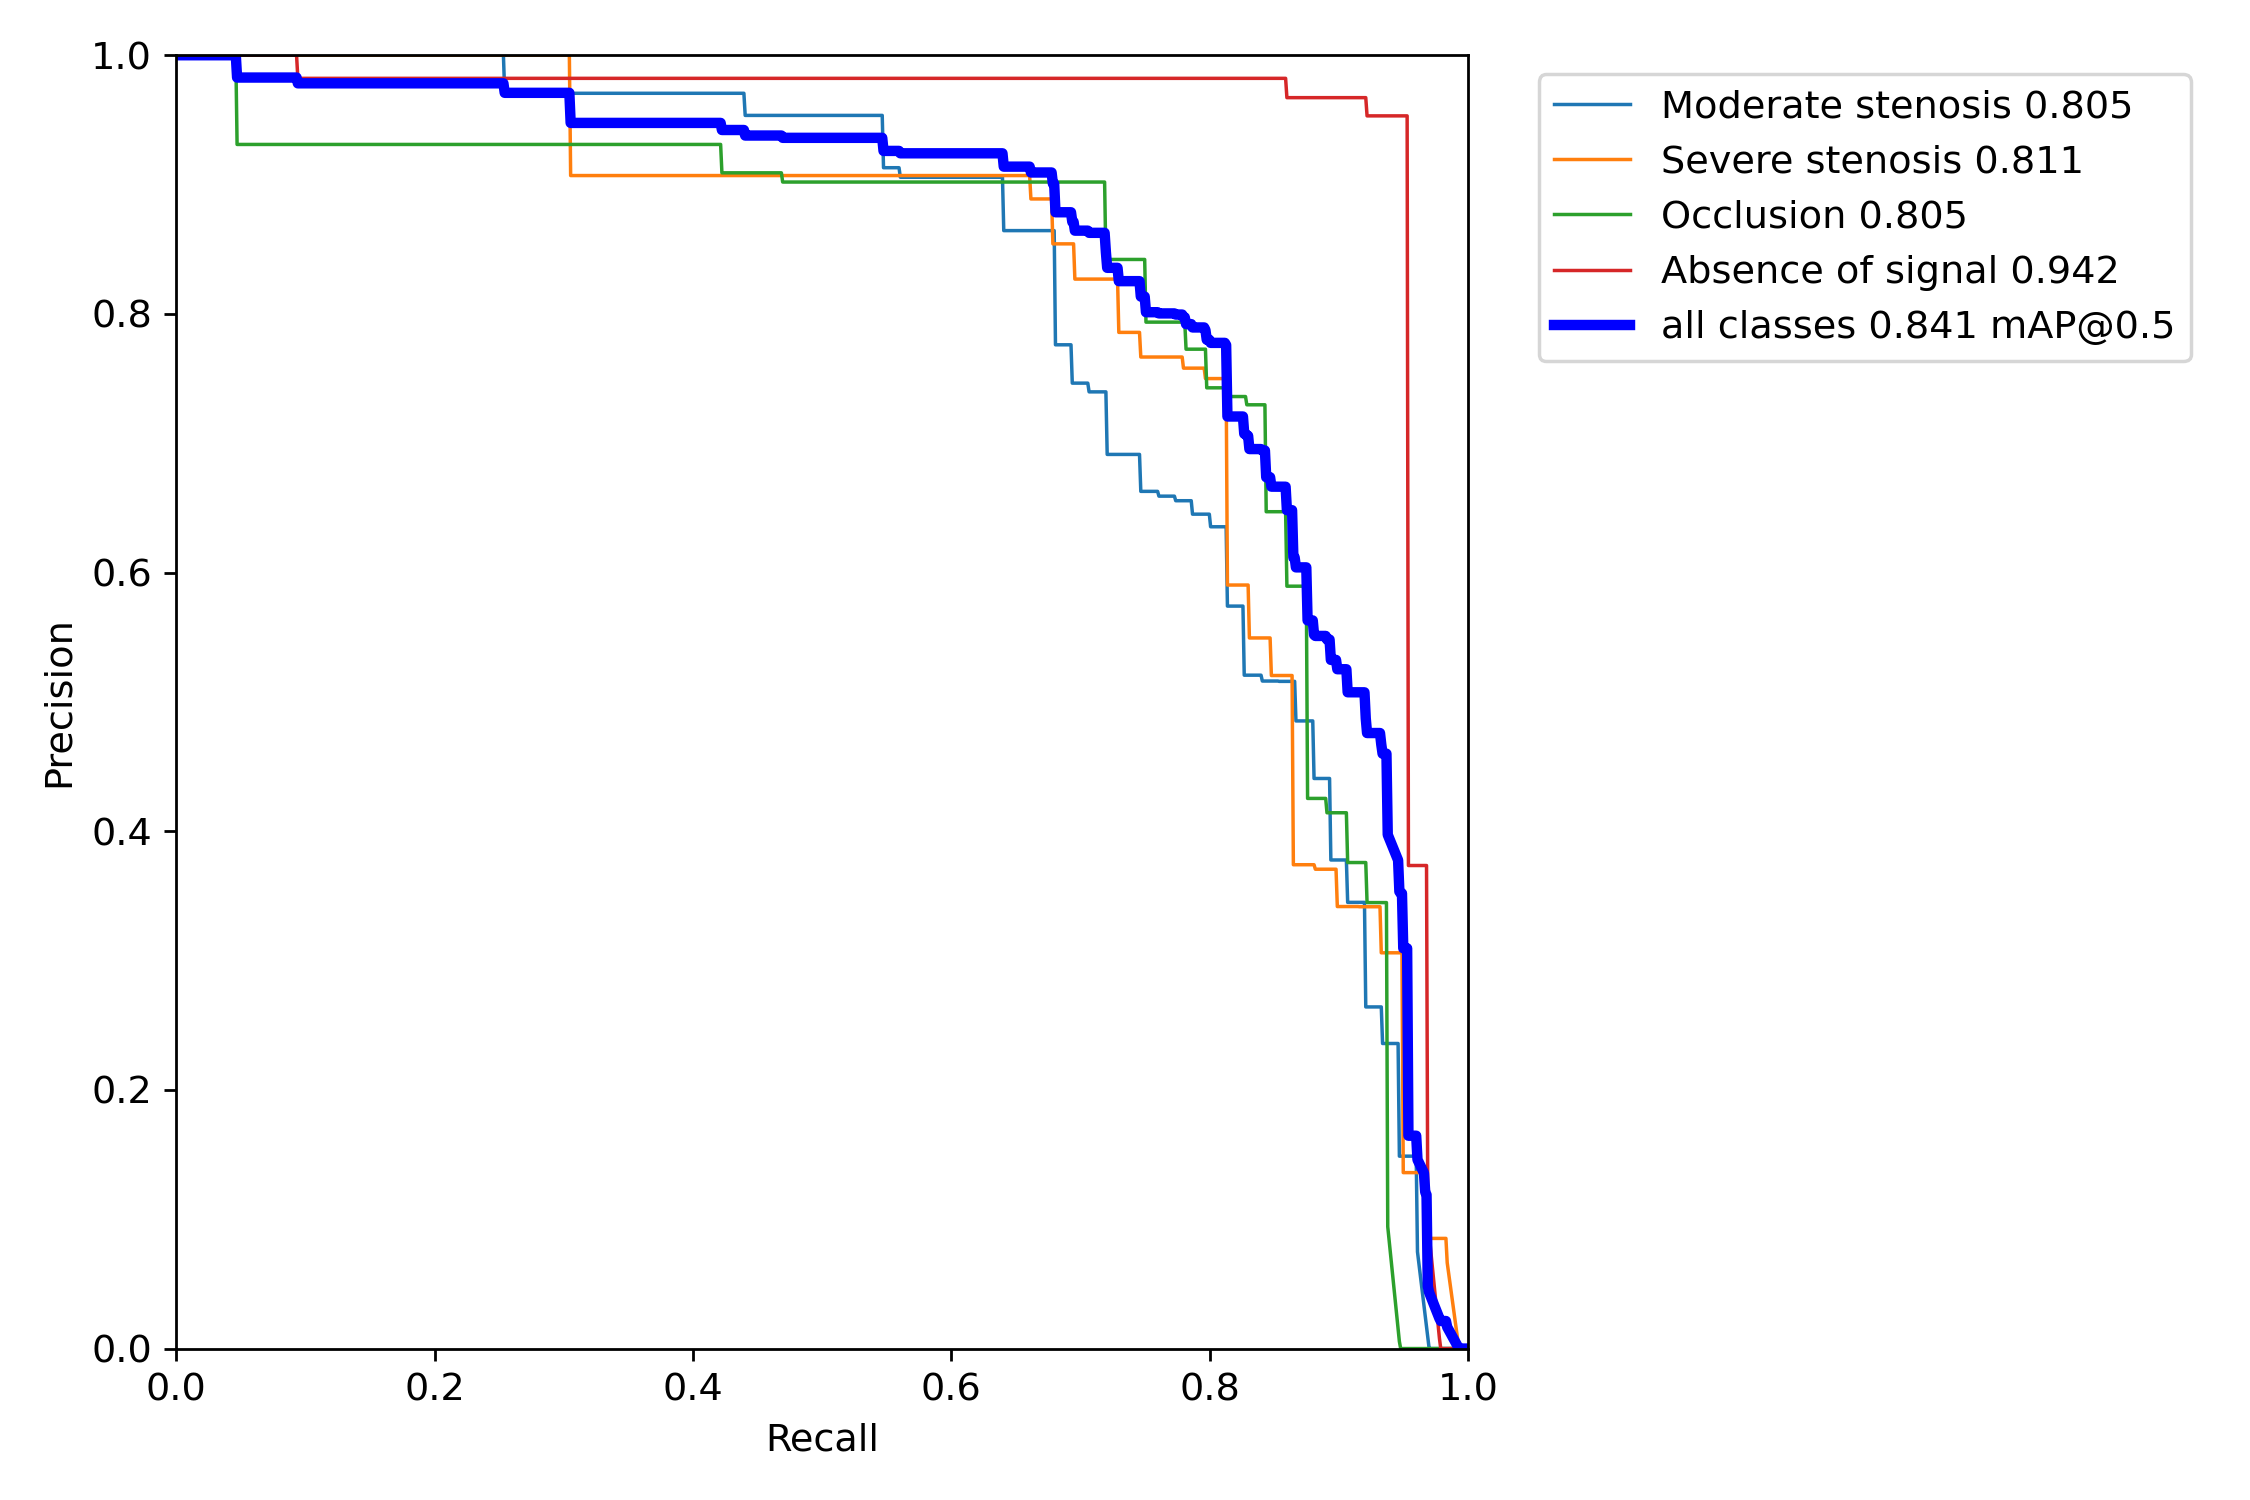 Moderate stenosis 0.805
Severe stenosis 0.811
Occlusion 0.805
Absence of signal 0.942
all classes 0.841 mAP@0.5
Precision
1.0
0.8
0.6
0.4
0.2
0.0
0.0 0.2 0.4 0.6 0.8 1.0
Recall